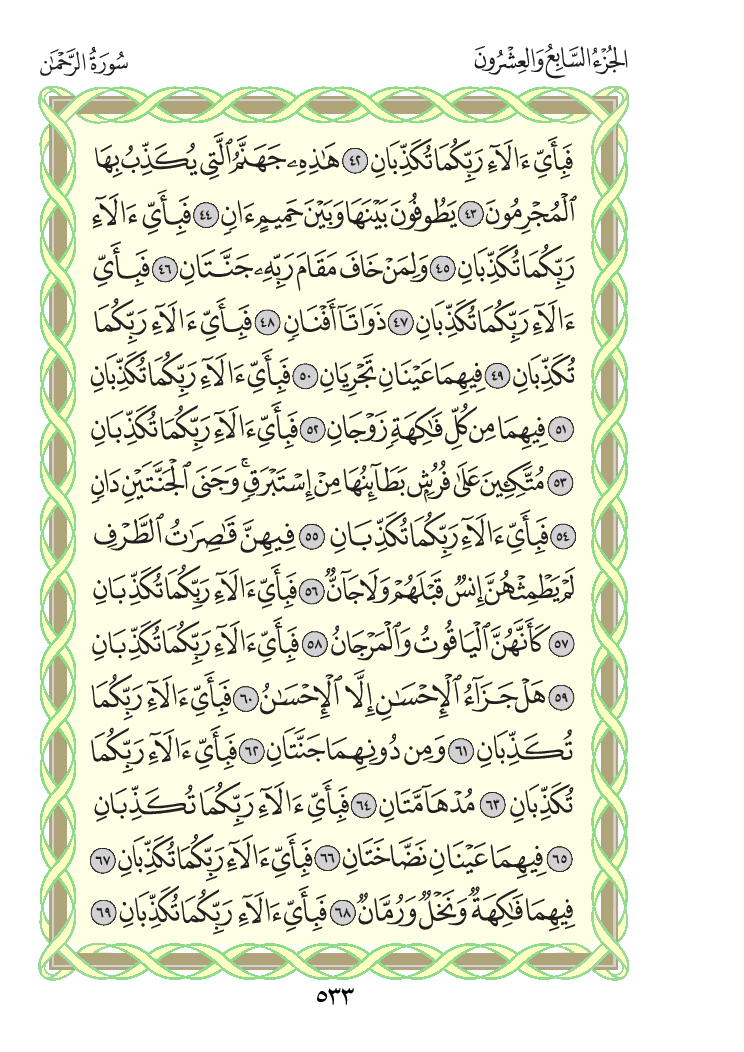 الجُزْءُ السَّابِعُ وَالعِشْرُونَ
سُورَةُ الرَّحْمَٰن
فَبِأَيِّ ءَالَآءِ رَبِّكُمَا تُكَذِّبَانِ ٤٢ هَٰذِهِۦ جَهَنَّمُ ٱلَّتِي يُكَذِّبُ بِهَا
ٱلْمُجْرِمُونَ ٤٣ يَطُوفُونَ بَيْنَهَا وَبَيْنَ حَمِيمٍ ءَانٍ ٤٤ فَبِأَيِّ ءَالَآءِ
رَبِّكُمَا تُكَذِّبَانِ ٤٥ وَلِمَنْ خَافَ مَقَامَ رَبِّهِۦ جَنَّتَانِ ٤٦ فَبِأَيِّ
ءَالَآءِ رَبِّكُمَا تُكَذِّبَانِ ٤٧ ذَوَاتَآ أَفْنَانٍ ٤٨ فَبِأَيِّ ءَالَآءِ رَبِّكُمَا
تُكَذِّبَانِ ٤٩ فِيهِمَا عَيْنَانِ تَجْرِيَانِ ٥٠ فَبِأَيِّ ءَالَآءِ رَبِّكُمَا تُكَذِّبَانِ
٥١ فِيهِمَا مِن كُلِّ فَٰكِهَةٍ زَوْجَانِ ٥٢ فَبِأَيِّ ءَالَآءِ رَبِّكُمَا تُكَذِّبَانِ
٥٣ مُتَّكِـِٔينَ عَلَىٰ فُرُشٍۭ بَطَآئِنُهَا مِنْ إِسْتَبْرَقٍۚ وَجَنَى ٱلْجَنَّتَيْنِ دَانٍ
٥٤ فَبِأَيِّ ءَالَآءِ رَبِّكُمَا تُكَذِّبَانِ ٥٥ فِيهِنَّ قَٰصِرَٰتُ ٱلطَّرْفِ
لَمْ يَطْمِثْهُنَّ إِنسٌ قَبْلَهُمْ وَلَا جَآنٌّ ٥٦ فَبِأَيِّ ءَالَآءِ رَبِّكُمَا تُكَذِّبَانِ
٥٧ كَأَنَّهُنَّ ٱلْيَاقُوتُ وَٱلْمَرْجَانُ ٥٨ فَبِأَيِّ ءَالَآءِ رَبِّكُمَا تُكَذِّبَانِ
٥٩ هَلْ جَزَآءُ ٱلْإِحْسَٰنِ إِلَّا ٱلْإِحْسَٰنُ ٦٠ فَبِأَيِّ ءَالَآءِ رَبِّكُمَا
تُكَذِّبَانِ ٦١ وَمِن دُونِهِمَا جَنَّتَانِ ٦٢ فَبِأَيِّ ءَالَآءِ رَبِّكُمَا
تُكَذِّبَانِ ٦٣ مُدْهَآمَّتَانِ ٦٤ فَبِأَيِّ ءَالَآءِ رَبِّكُمَا تُكَذِّبَانِ
٦٥ فِيهِمَا عَيْنَانِ نَضَّاخَتَانِ ٦٦ فَبِأَيِّ ءَالَآءِ رَبِّكُمَا تُكَذِّبَانِ ٦٧
فِيهِمَا فَٰكِهَةٌ وَنَخْلٌ وَرُمَّانٌ ٦٨ فَبِأَيِّ ءَالَآءِ رَبِّكُمَا تُكَذِّبَانِ ٦٩
٥٣٣